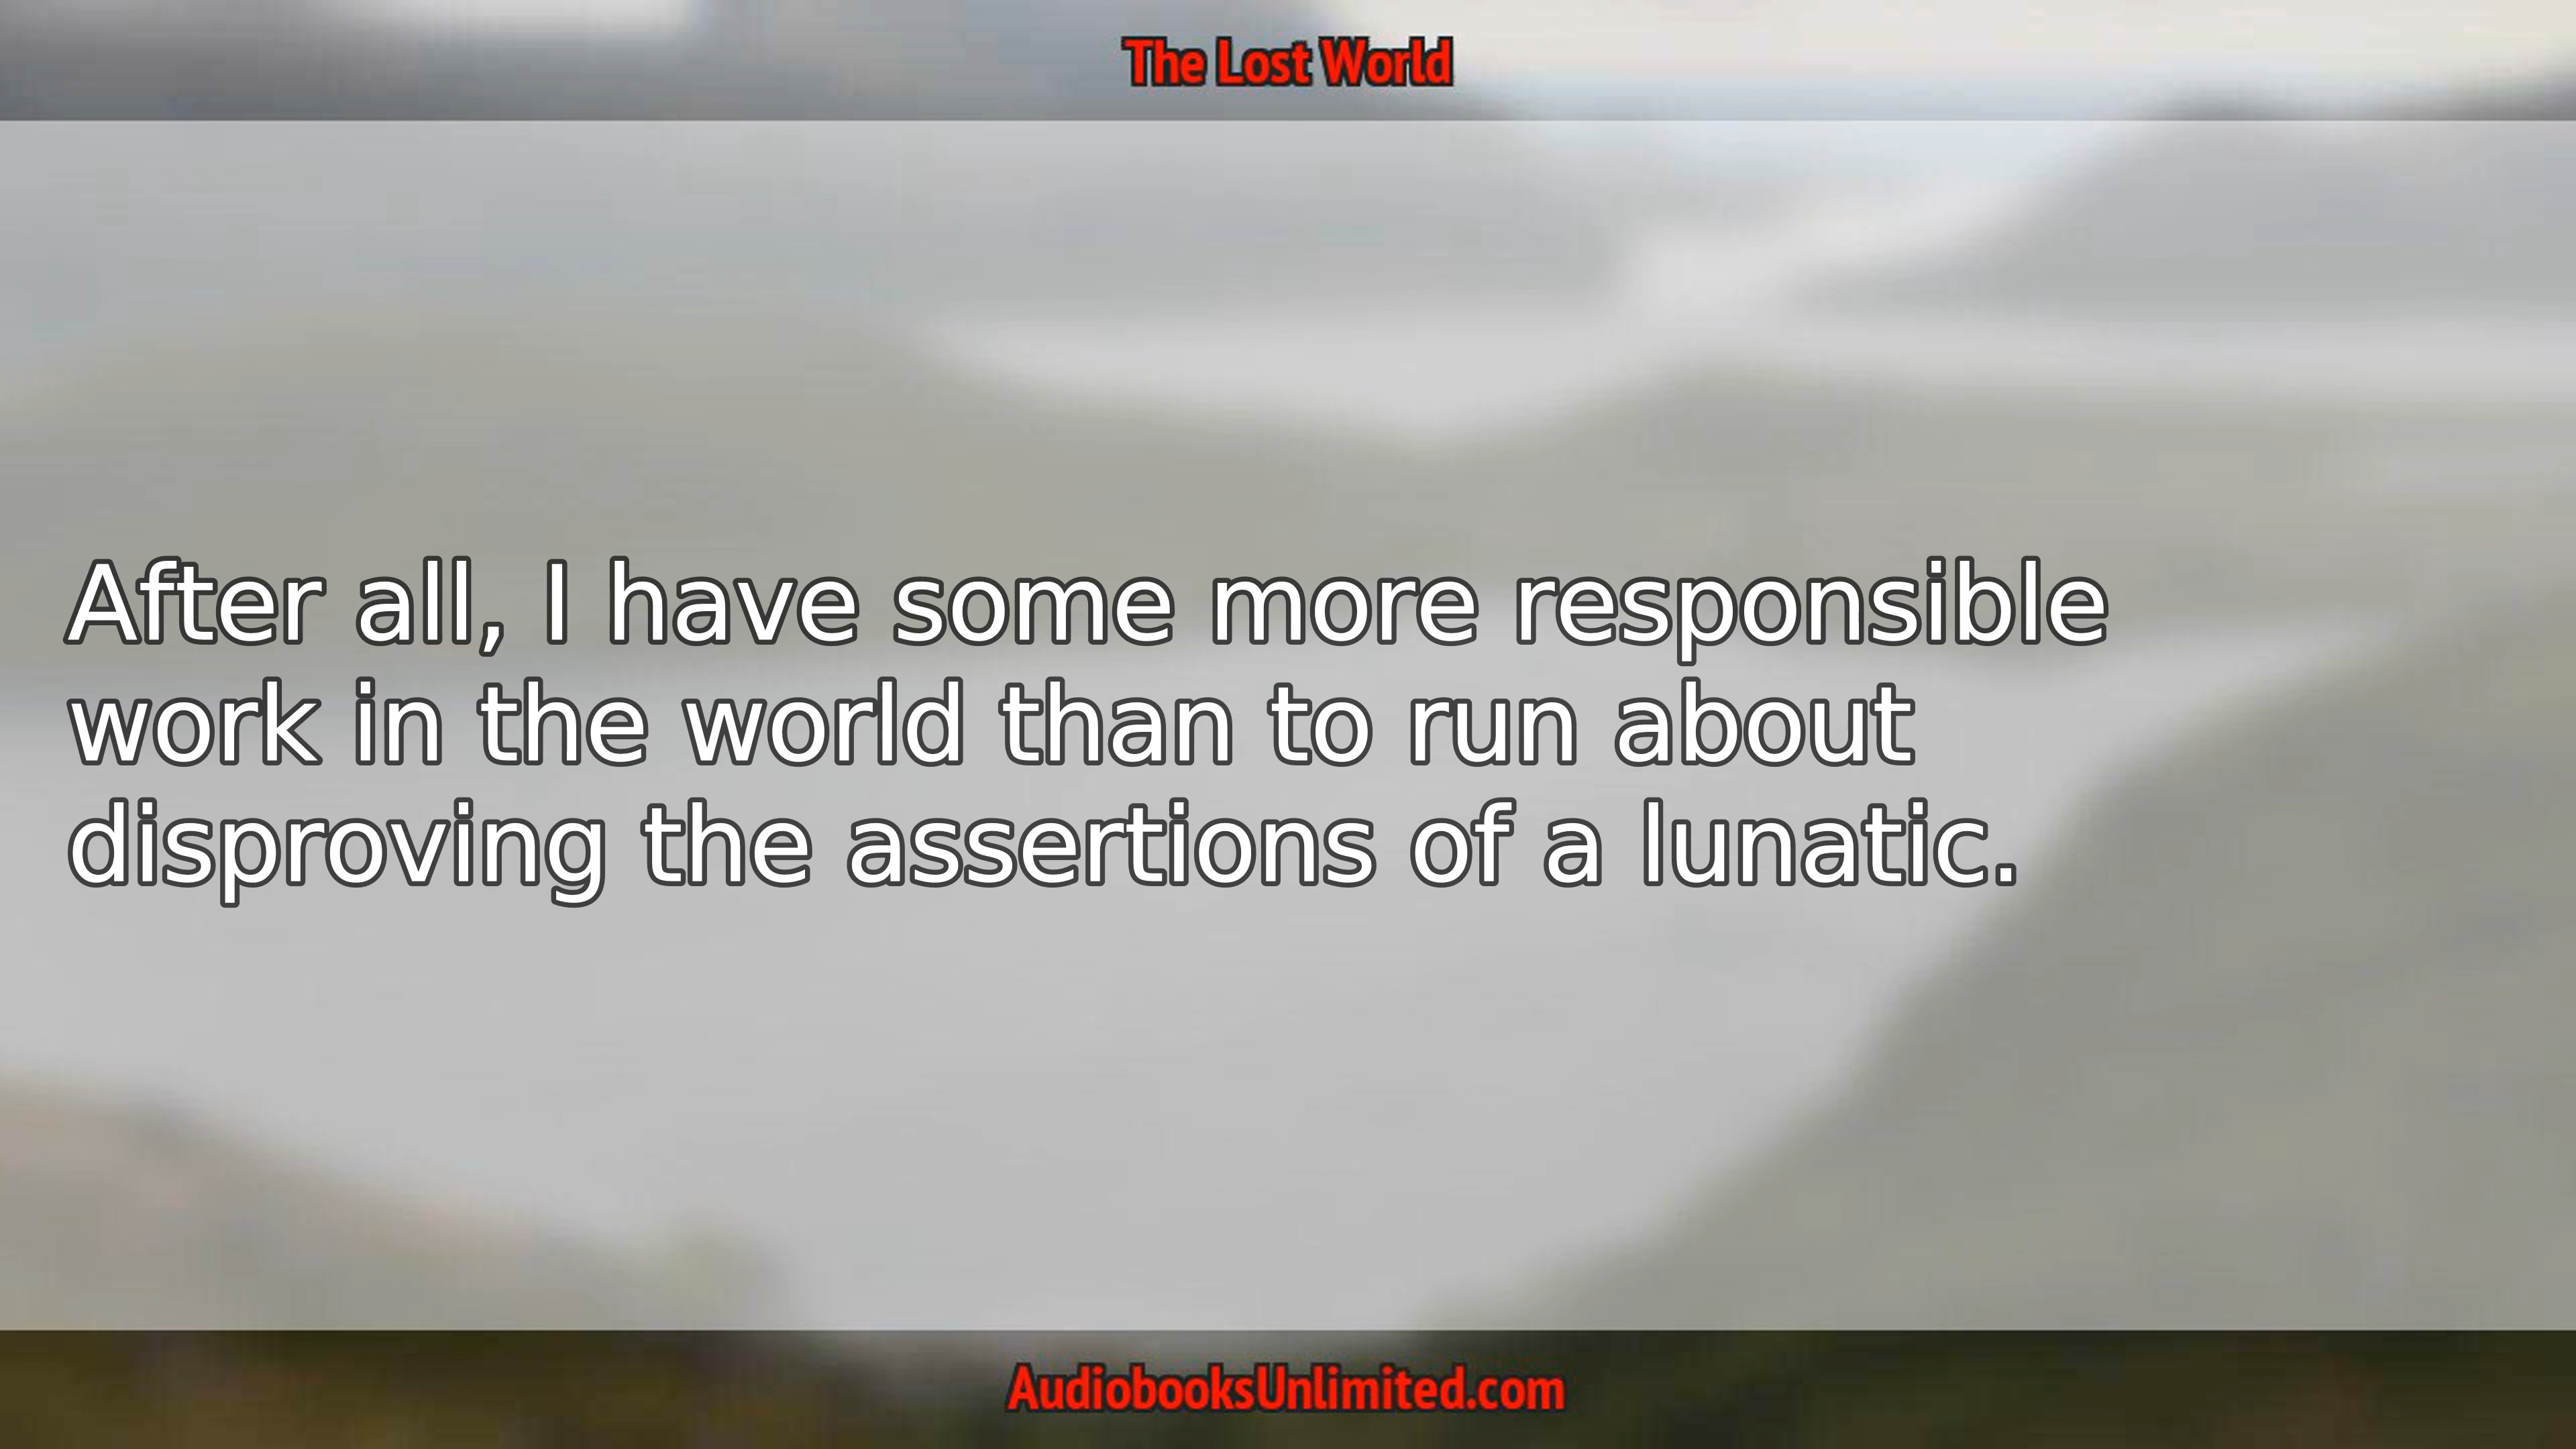 The Lost World
After all, I have some more responsible
work in the world than to run about
disproving the assertions of a lunatic.
AudiobooksUnlimited.com